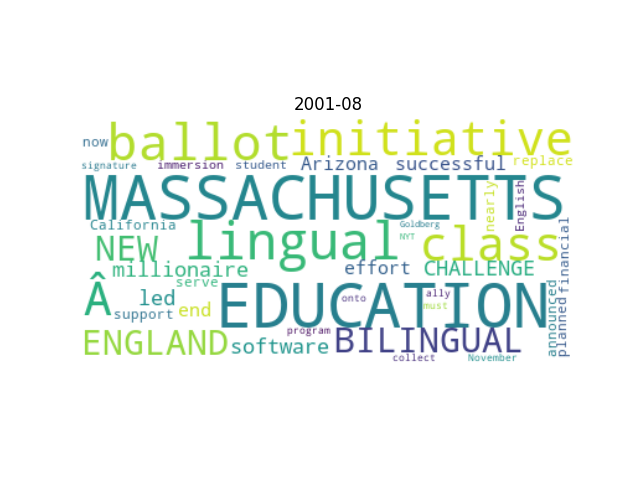 2001-08
now ballot initiative
signature immersion student Arizona successful replace
MASSACHUSETTS nearly English
California NEW lingual Goldberg NYT class
millionaire effort CHALLENGE financial
Â serve led support end EDUCATION onto ally must announced planned
ENGLAND software program BILINGUAL
collect November